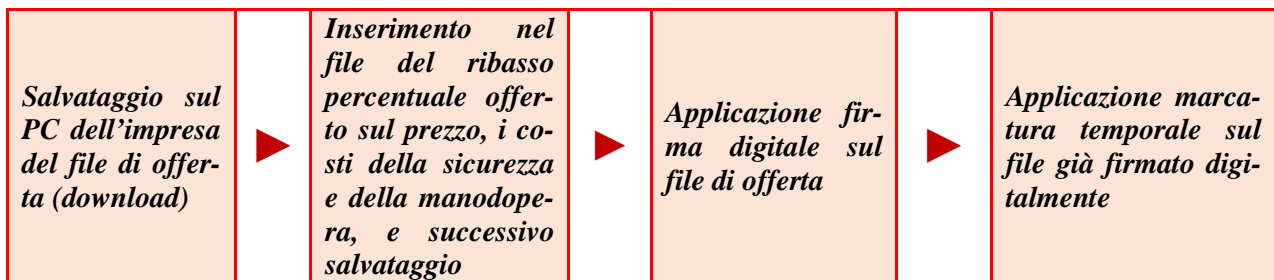 Salvataggio sul
PC dell’impresa
del file di offer-
ta (download)
Inserimento nel
file del ribasso
percentuale offer-
to sul prezzo, i co-
sti della sicurezza
e della manodope-
ra, e successivo
salvataggio
Applicazione fir-
ma digitale sul
file di offerta
Applicazione marca-
tura temporale sul
file già firmato digi-
talmente